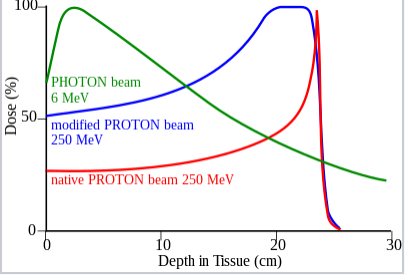 100
Dose (%)
PHOTON beam
6 MeV
50
modified PROTON beam
250 MeV
native PROTON beam 250 MeV
0
0 10 20 30
Depth in Tissue (cm)